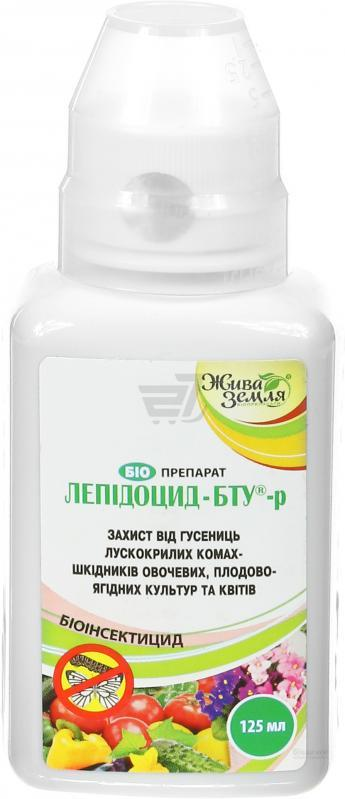 Жива
Земля
БІО ПРЕПАРАТ
ЛЕПІДОЦИД-БТУ®-р
ЗАХИСТ ВІД ГУСЕНИЦЬ
ЛУСКОКРИЛИХ КОМАХ-
ШКІДНИКІВ ОВОЧЕВИХ, ПЛОДОВО-
ЯГІДНИХ КУЛЬТУР ТА КВІТІВ
БІОІНСЕКТИЦИД
125 мл